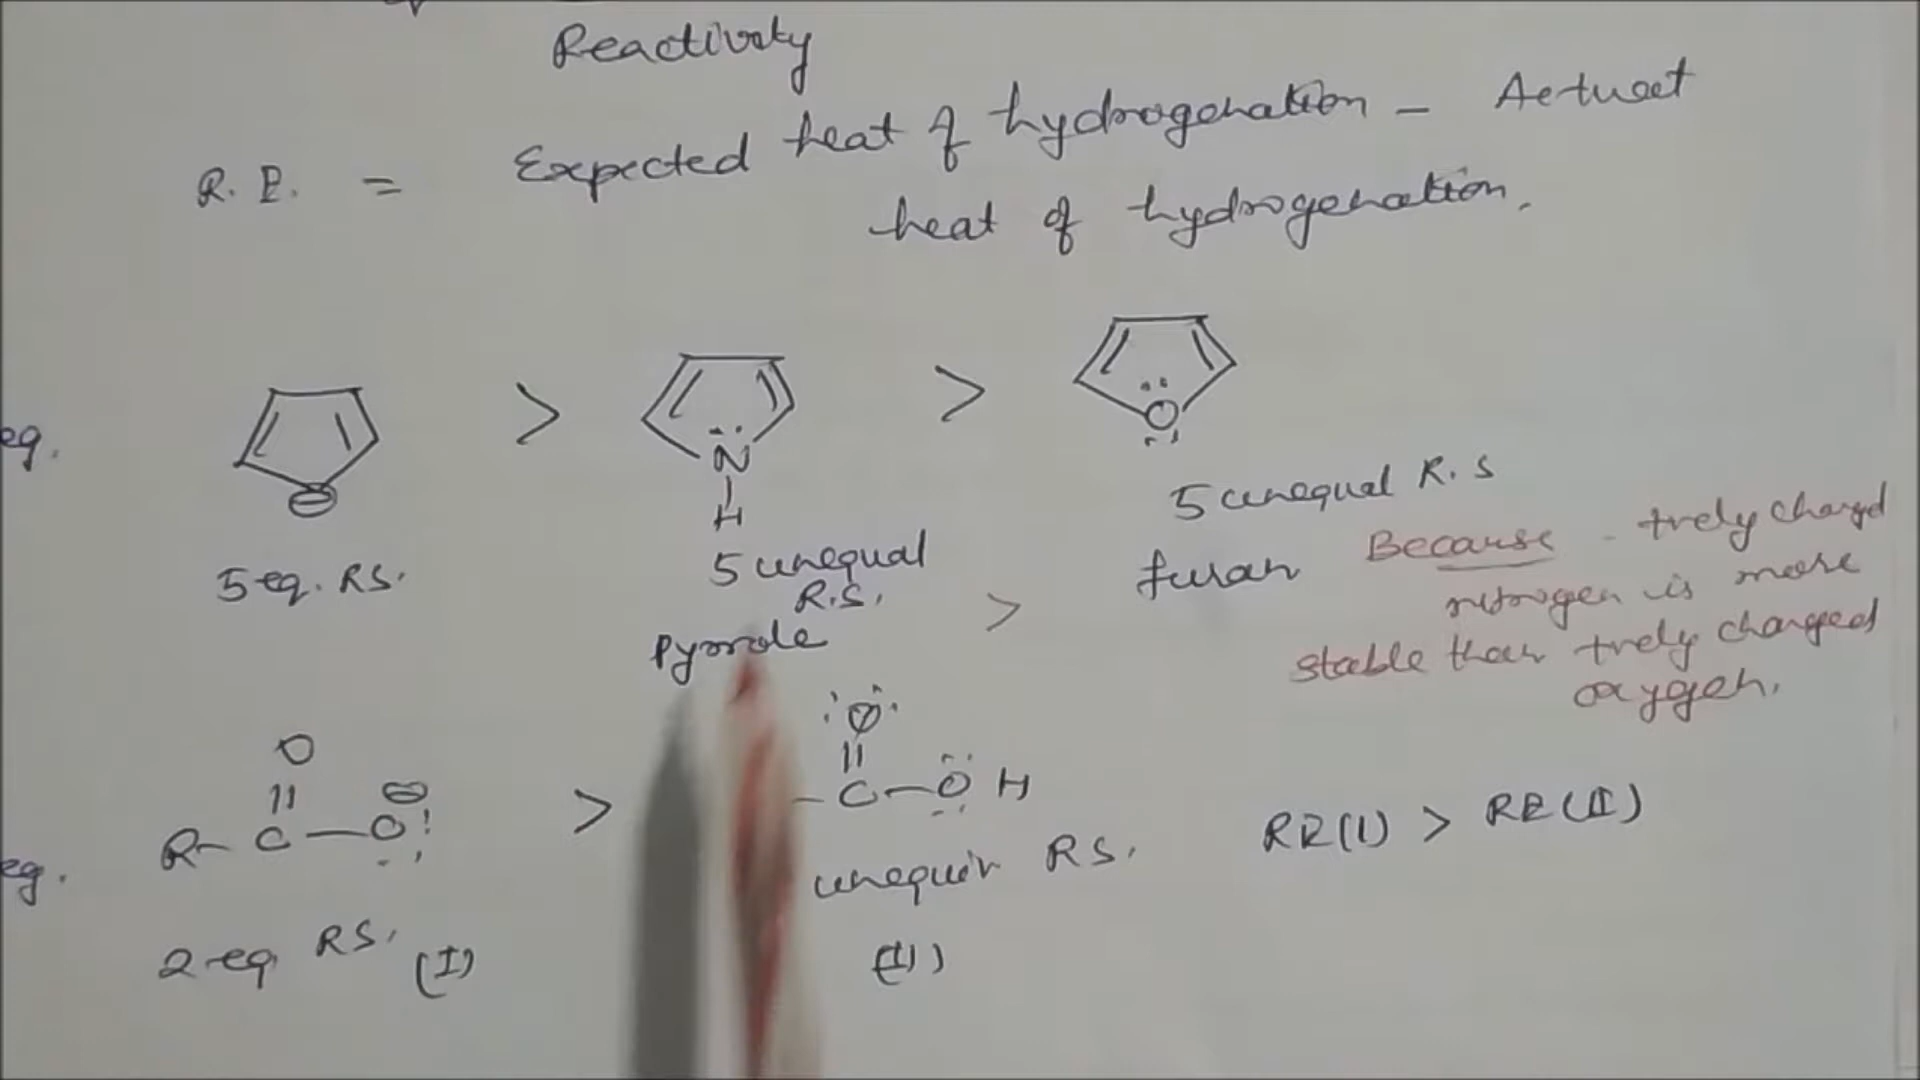 Reactivity
R.E. = Expected heat of hydrogenation - Actual
heat of hydrogenation.
eg.
>
>
N
H
O
5 eq. RS.
5 unequal
R.S.
5 unequal R.S
Pyrrole
>
furan
Because +vely charged
nitrogen is more
stable than +vely charged
oxygen.
eg.
O
R-C-O
>
O
-C-OH
2 eq RS. (I)
RS.
(II)
RE(I) > RE(II)